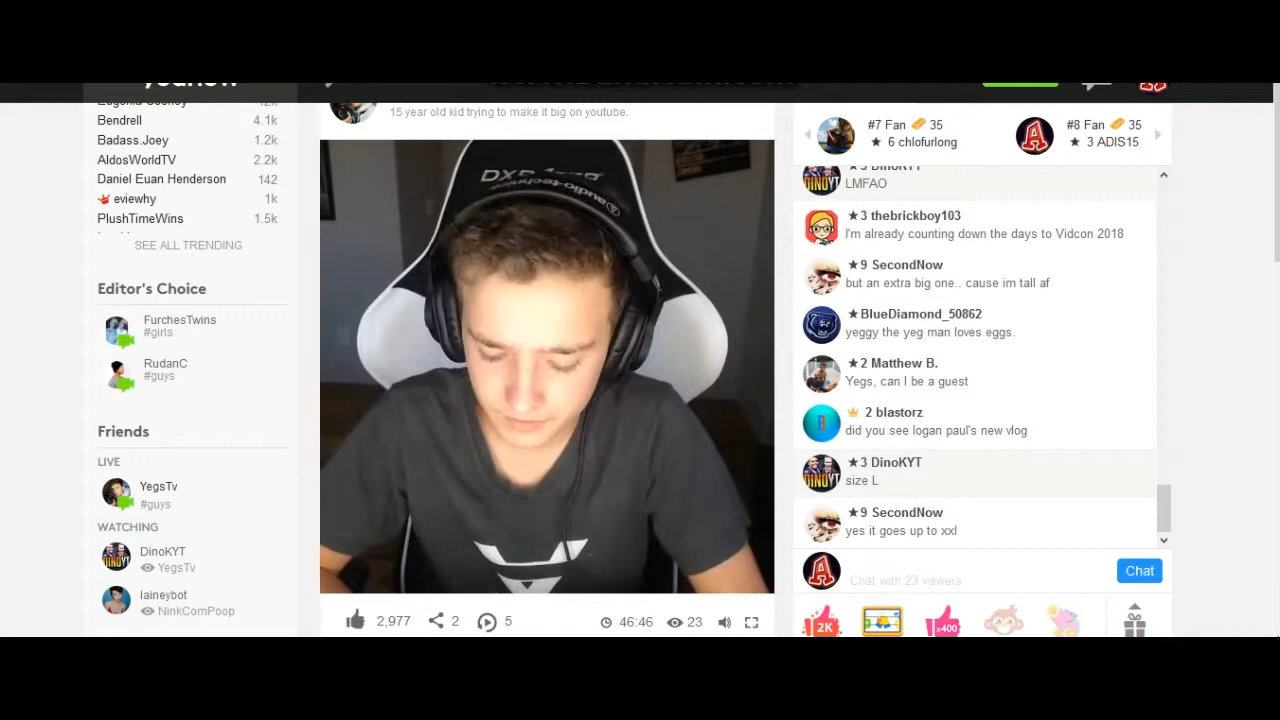 12k
Bendrell 4.1k
Badass.Joey 1.2k
AldosWorldTV 2.2k
Daniel Euan Henderson 142
eviewhy 1k
PlushTimeWins 1.5k
SEE ALL TRENDING
Editor's Choice
FurchesTwins
#girls
RudanC
#guys
Friends
LIVE
YegsTv
#guys
WATCHING
DinoKYT
YegsTv
laineybot
NinkComPoop
15 year old kid trying to make it big on youtube.
DXR
audio-technica
2,977 2 5 46:46 23
#7 Fan 35
★ 6 chlofurlong
#8 Fan 35
★ 3 ADIS15
★3 DinoKYT
LMFAO
★3 thebrickboy103
I'm already counting down the days to Vidcon 2018
★9 SecondNow
but an extra big one.. cause im tall af
★BlueDiamond_50862
yeggy the yeg man loves eggs.
★2 Matthew B.
Yegs, can I be a guest
2 blastorz
did you see logan paul's new vlog
★3 DinoKYT
size L
★9 SecondNow
yes it goes up to xxl
Chat with 23 viewers
Chat
2K
x400